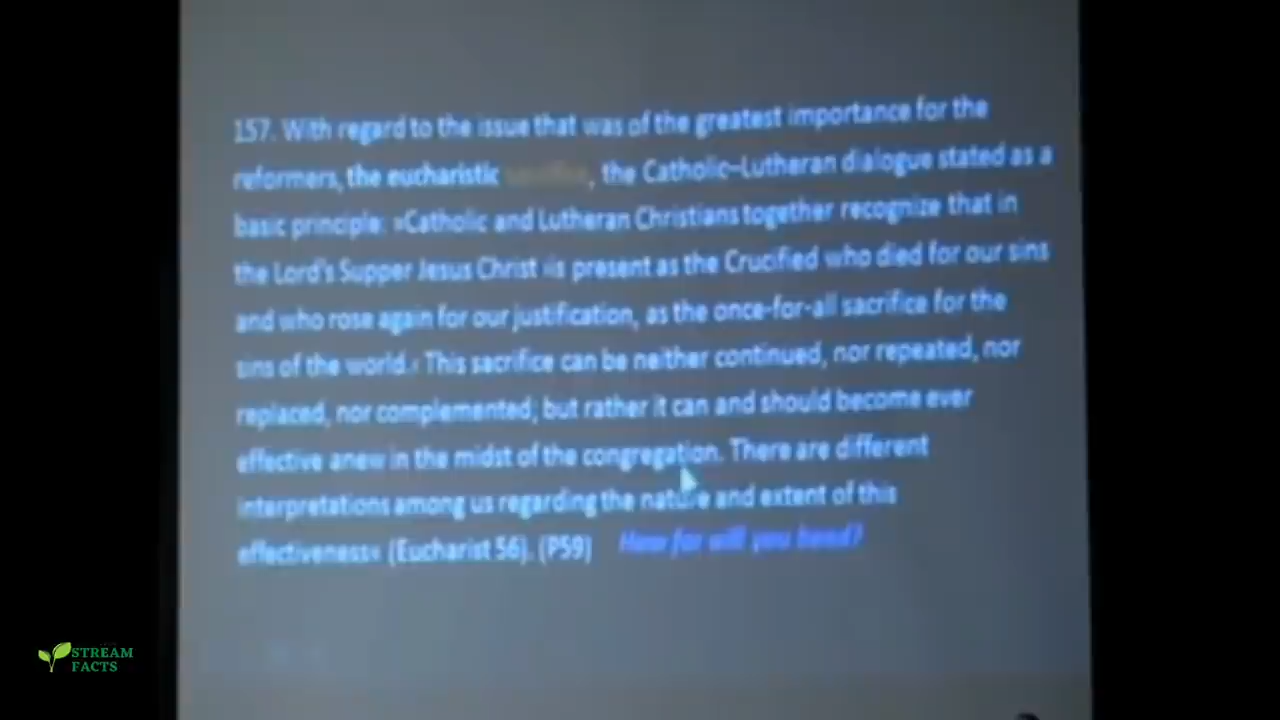 157. With regard to the issue that was of the greatest importance for the
reformers, the eucharistic sacrifice, the Catholic–Lutheran dialogue stated as a
basic principle: »Catholic and Lutheran Christians together recognize that in
the Lord's Supper Jesus Christ ›is present as the Crucified who died for our sins
and who rose again for our justification, as the once-for-all sacrifice for the
sins of the world.‹ This sacrifice can be neither continued, nor repeated, nor
replaced, nor complemented; but rather it can and should become ever
effective anew in the midst of the congregation. There are different
interpretations among us regarding the nature and extent of this
effectiveness« (Eucharist 56). (P59) How far will you bend?
STREAM
FACTS